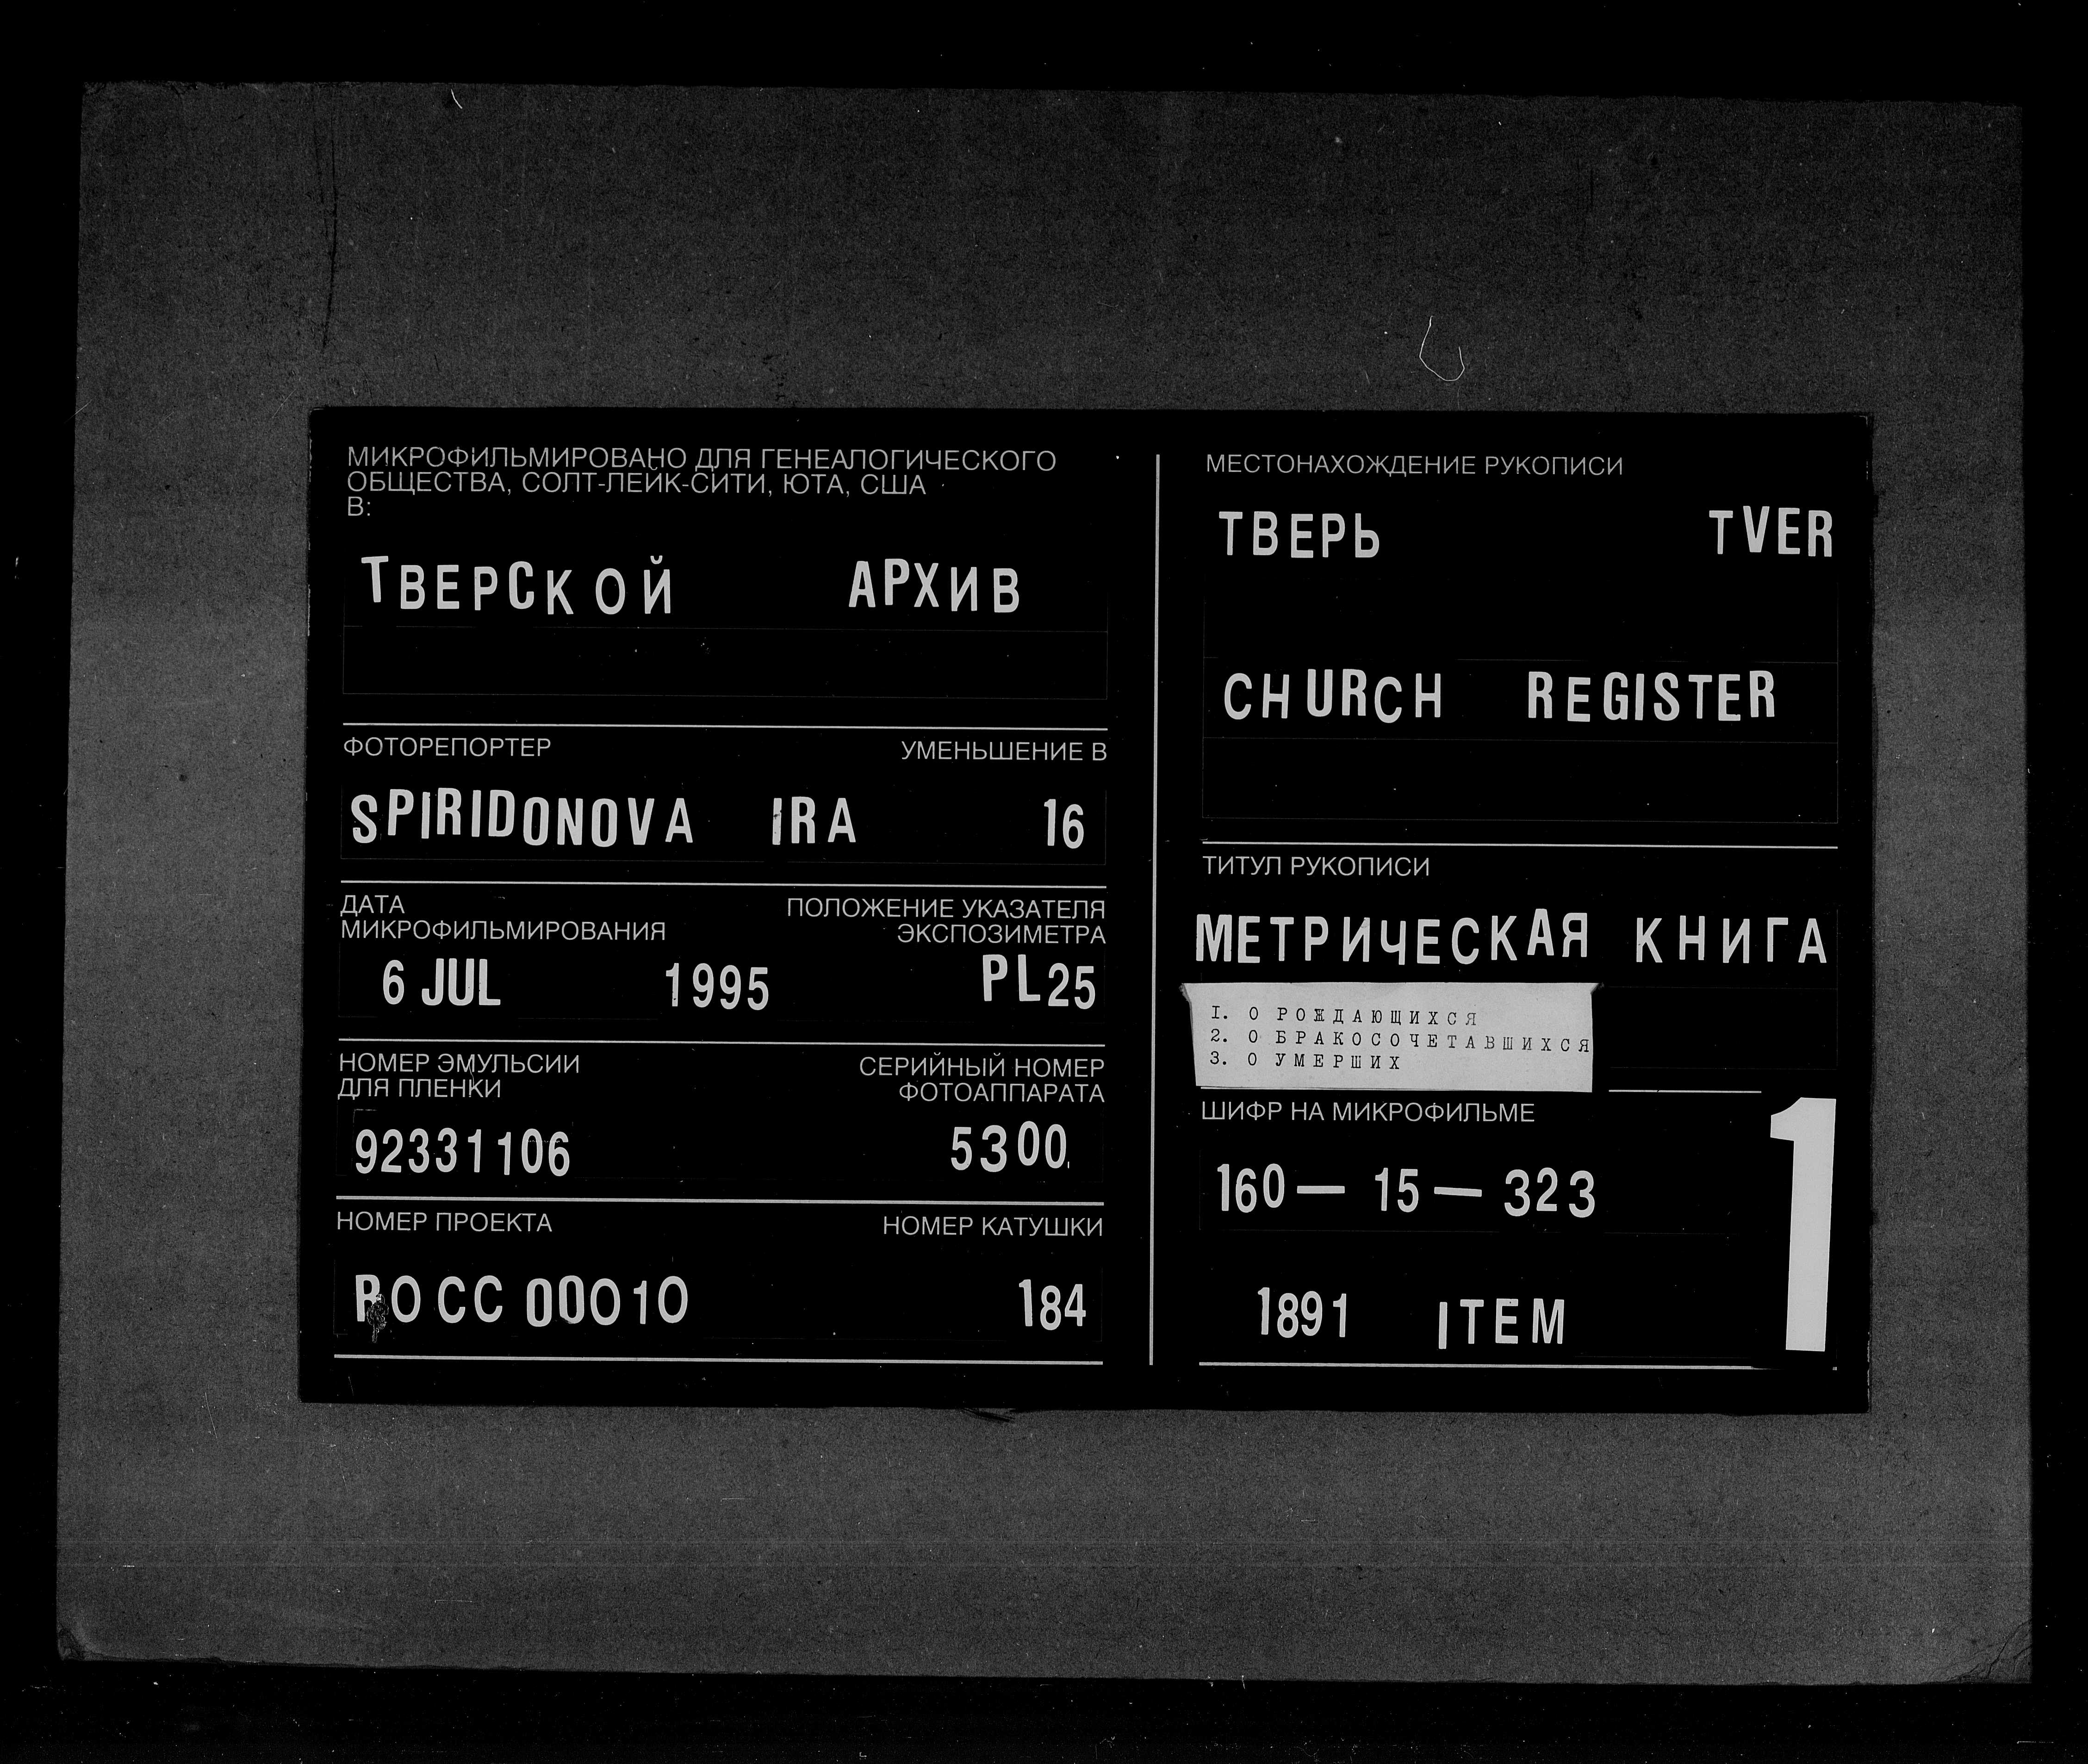 МИКРОФИЛЬМИРОВАНО ДЛЯ ГЕНЕАЛОГИЧЕСКОГО
ОБЩЕСТВА, СОЛТ-ЛЕЙК-СИТИ, ЮТА, США
В:
ТВЕРСКОЙ АРХИВ
ФОТОРЕПОРТЕР УМЕНЬШЕНИЕ В
SPIRIDONOVA IRA 16
ДАТА
МИКРОФИЛЬМИРОВАНИЯ
ПОЛОЖЕНИЕ УКАЗАТЕЛЯ
ЭКСПОЗИМЕТРА
6 JUL 1995 PL25
НОМЕР ЭМУЛЬСИИ
ДЛЯ ПЛЕНКИ
СЕРИЙНЫЙ НОМЕР
ФОТОАППАРАТА
92331106 5300
НОМЕР ПРОЕКТА НОМЕР КАТУШКИ
ROCC 00010 184
МЕСТОНАХОЖДЕНИЕ РУКОПИСИ
ТВЕРЬ TVER
CHURCH REGISTER
ТИТУЛ РУКОПИСИ
МЕТРИЧЕСКАЯ КНИГА
1. О РОЖДАЮЩИХСЯ
2. О БРАКОСОЧЕТАВШИХСЯ
3. О УМЕРШИХ
ШИФР НА МИКРОФИЛЬМЕ
160 — 15 — 323
1891 ITEM 1